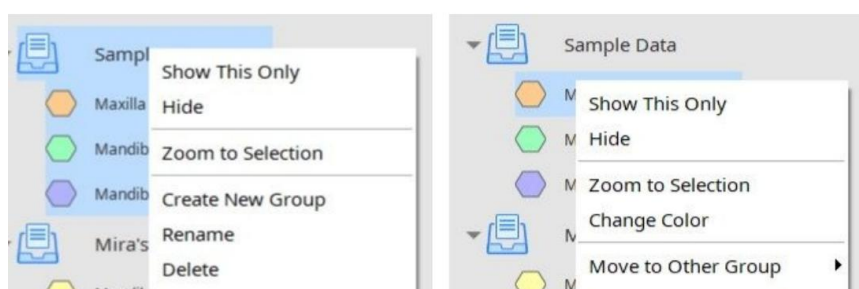 Sampl
Show This Only
Maxilla
Hide
Mandib
Zoom to Selection
Mandib
Create New Group
Rename
Mira's
Delete
Sample Data
M
Show This Only
M
Hide
M
Zoom to Selection
Change Color
M
Move to Other Group
M